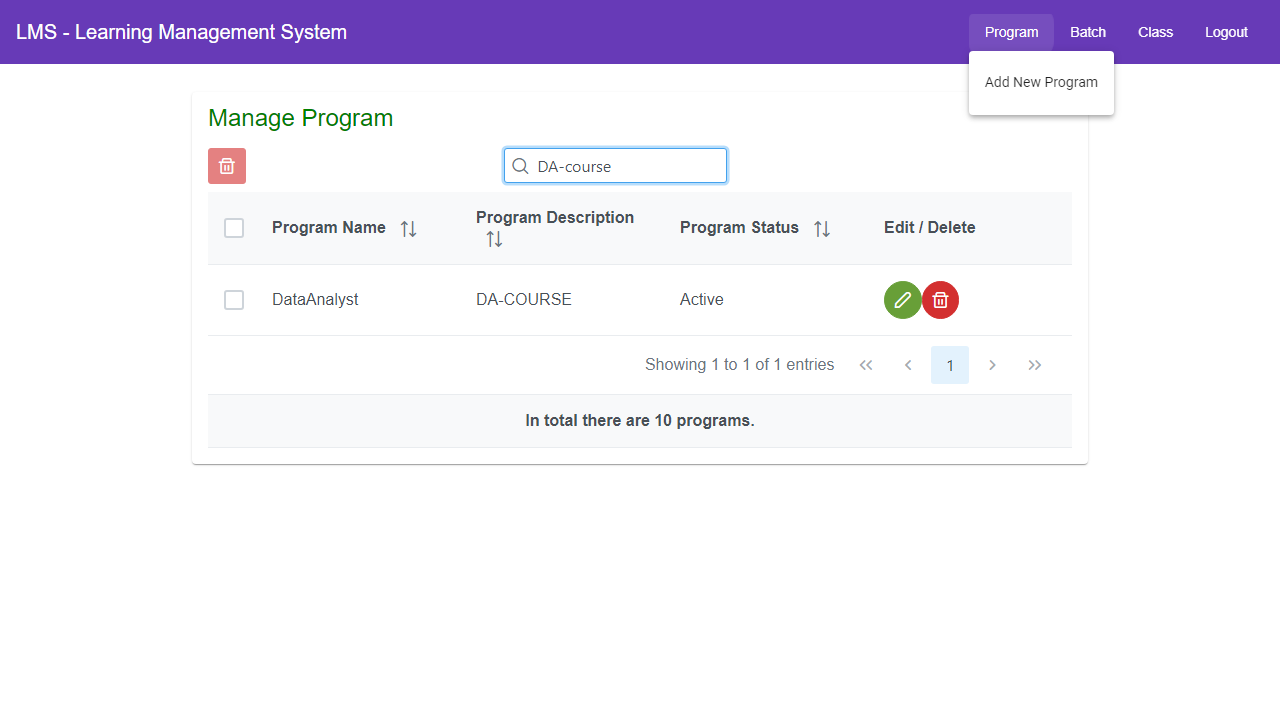 LMS - Learning Management System
Program Batch Class Logout
Add New Program
Manage Program
DA-course
Program Name Program Description Program Status Edit / Delete
DataAnalyst DA-COURSE Active
Showing 1 to 1 of 1 entries 1
In total there are 10 programs.